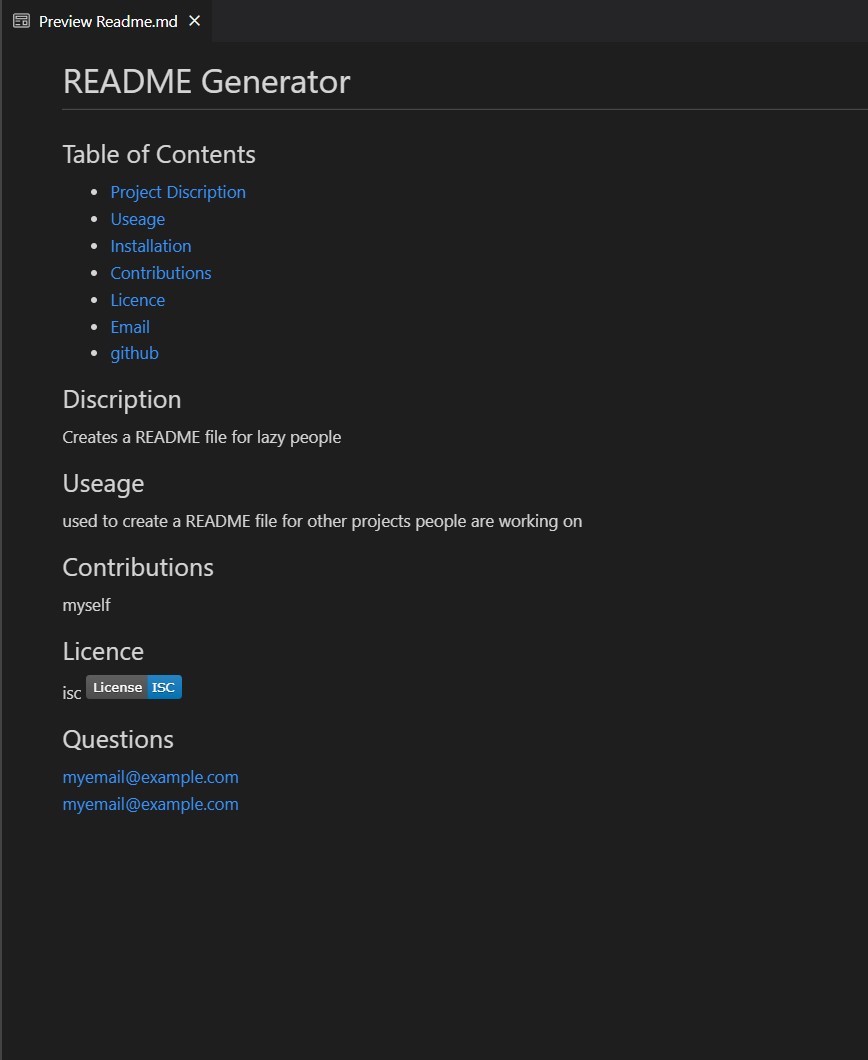 Preview Readme.md
README Generator
Table of Contents
Project Discription
Useage
Installation
Contributions
Licence
Email
github
Discription
Creates a README file for lazy people
Useage
used to create a README file for other projects people are working on
Contributions
myself
Licence
isc License ISC
Questions
myemail@example.com
myemail@example.com